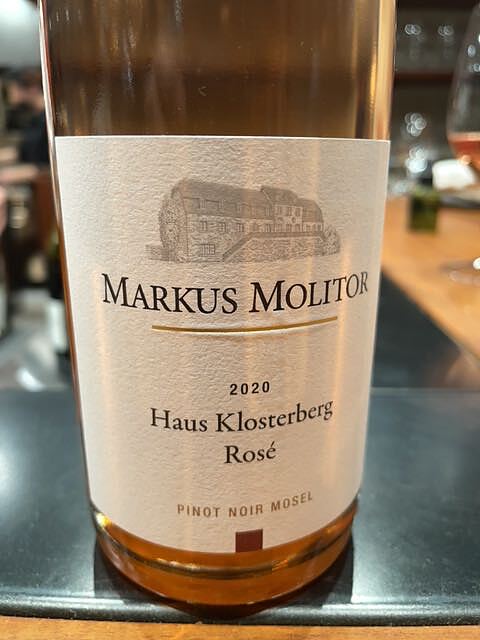 MARKUS MOLITOR
2020
Haus Klosterberg
Rosé
PINOT NOIR MOSEL